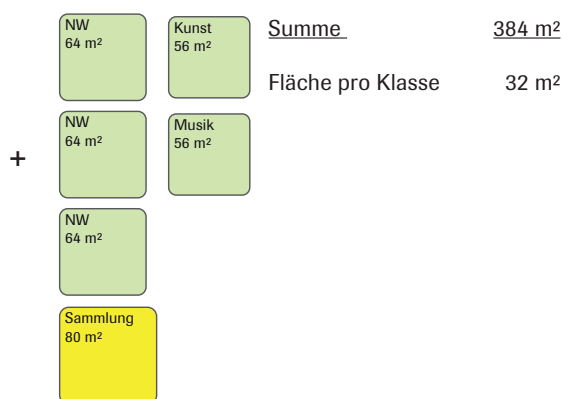 NW
64 m²
Kunst
56 m²
Summe 384 m²
Fläche pro Klasse 32 m²
+
NW
64 m²
Musik
56 m²
NW
64 m²
Sammlung
80 m²